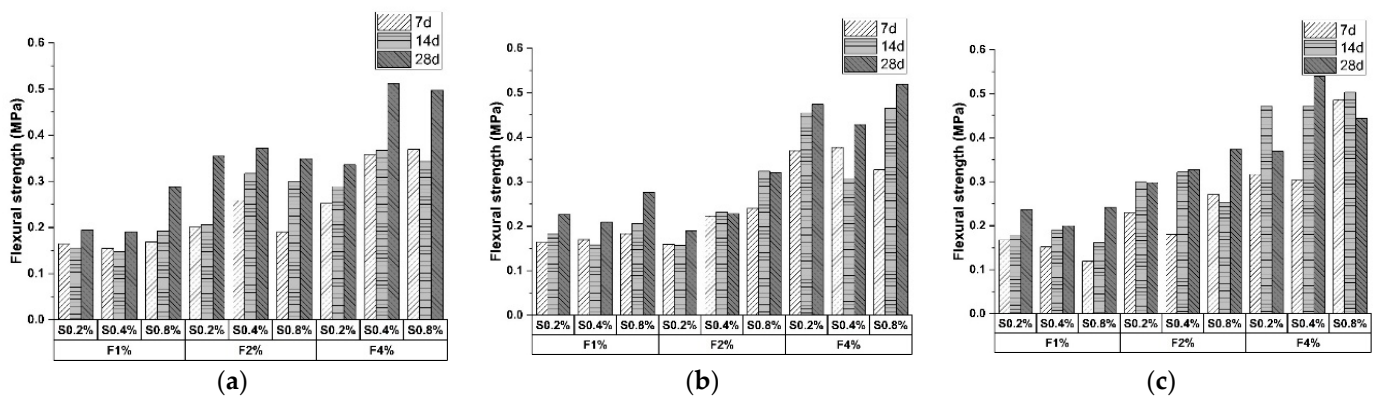 7d
14d
28d
Flexural strength (MPa)
0.6
0.5
0.4
0.3
0.2
0.1
0.0
S0.2% S0.4% S0.8% S0.2% S0.4% S0.8% S0.2% S0.4% S0.8%
F1% F2% F4%
(a)
7d
14d
28d
Flexural strength (MPa)
0.6
0.5
0.4
0.3
0.2
0.1
0.0
S0.2% S0.4% S0.8% S0.2% S0.4% S0.8% S0.2% S0.4% S0.8%
F1% F2% F4%
(b)
7d
14d
28d
Flexural strength (MPa)
0.6
0.5
0.4
0.3
0.2
0.1
0.0
S0.2% S0.4% S0.8% S0.2% S0.4% S0.8% S0.2% S0.4% S0.8%
F1% F2% F4%
(c)